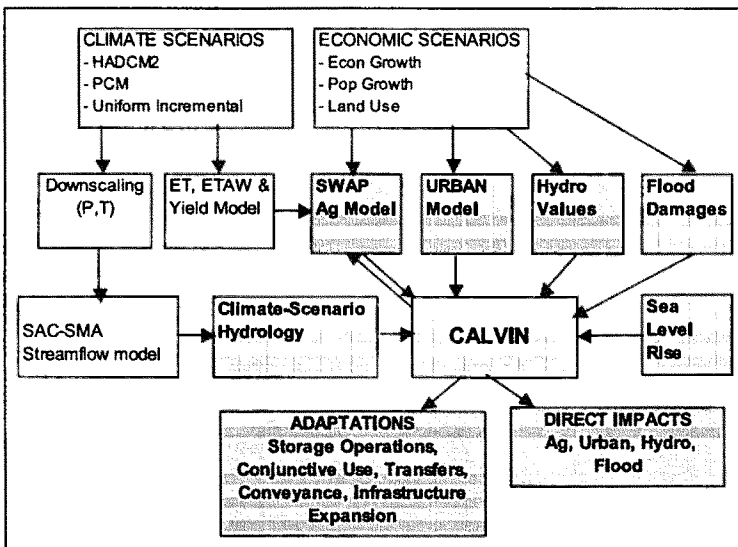 CLIMATE SCENARIOS
- HADCM2
- PCM
- Uniform Incremental
ECONOMIC SCENARIOS
- Econ Growth
- Pop Growth
- Land Use
Downscaling
(P,T)
ET, ETAW &
Yield Model
SWAP
Ag Model
URBAN
Model
Hydro
Values
Flood
Damages
SAC-SMA
Streamflow model
Climate-Scenario
Hydrology
CALVIN
Sea
Level
Rise
ADAPTATIONS
Storage Operations,
Conjunctive Use, Transfers,
Conveyance, Infrastructure
Expansion
DIRECT IMPACTS
Ag, Urban, Hydro,
Flood